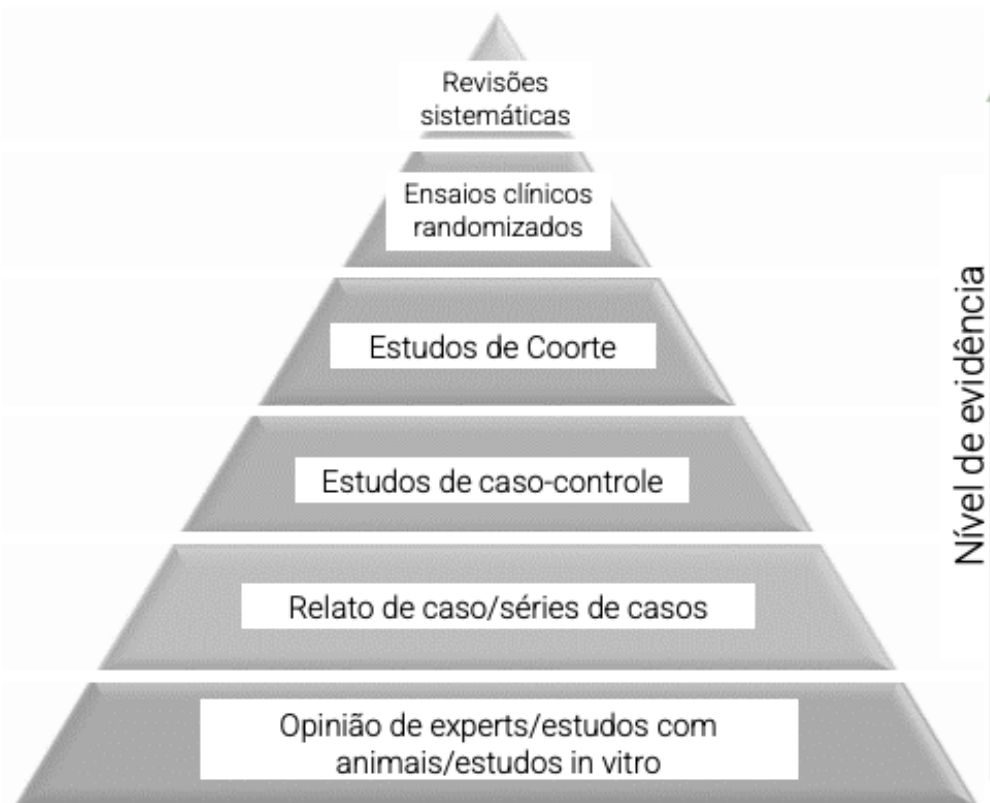 Revisões
sistemáticas
Ensaios clínicos
randomizados
Estudos de Coorte
Estudos de caso-controle
Relato de caso/séries de casos
Opinião de experts/estudos com
animais/estudos in vitro
Nível de evidência